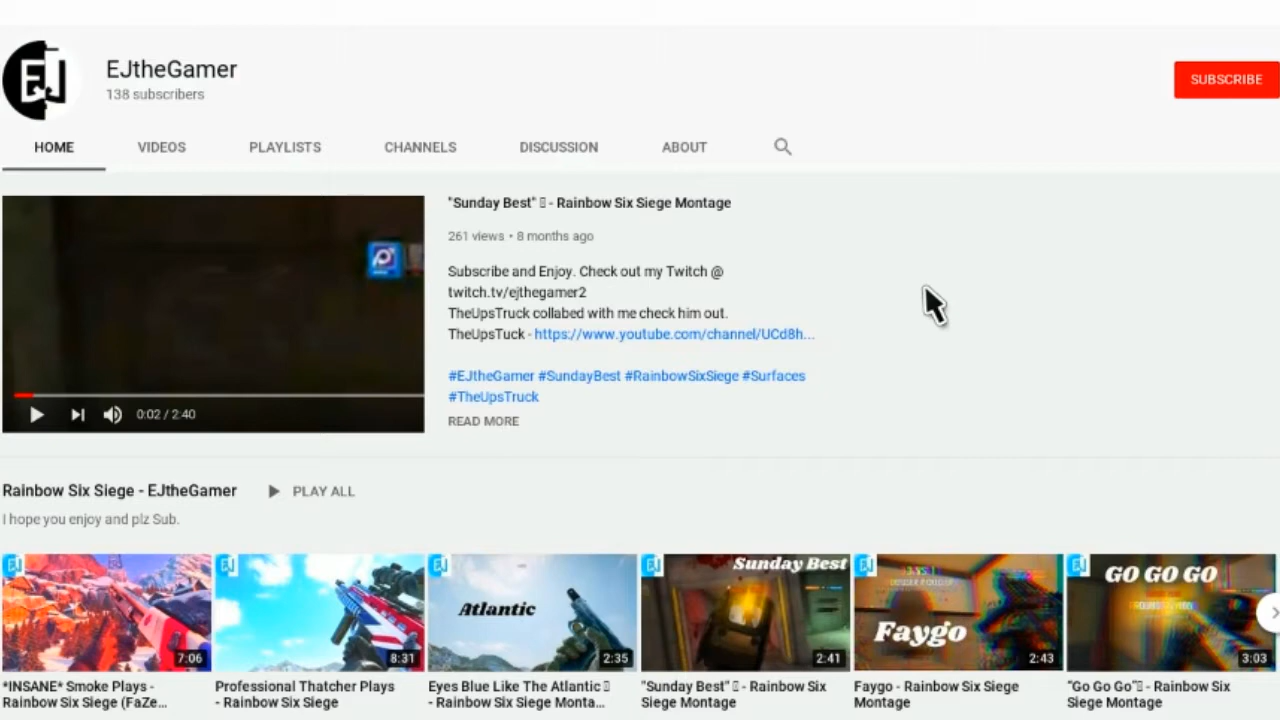 EJ
EJtheGamer
138 subscribers
SUBSCRIBE
HOME
VIDEOS
PLAYLISTS
CHANNELS
DISCUSSION
ABOUT
"Sunday Best" - Rainbow Six Siege Montage
261 views • 8 months ago
Subscribe and Enjoy. Check out my Twitch @
twitch.tv/ejthegamer2
TheUpsTruck collabed with me check him out.
TheUpsTuck - https://www.youtube.com/channel/UCd8h...
#EJtheGamer #SundayBest #RainbowSixSiege #Surfaces
#TheUpsTruck
READ MORE
0:02 / 2:40
Rainbow Six Siege - EJtheGamer
PLAY ALL
I hope you enjoy and plz Sub.
EJ
7:06
EJ
8:31
EJ
Atlantic
2:35
EJ
Sunday Best
2:41
EJ
Faygo
2:43
EJ
GO GO GO
3:03
*INSANE* Smoke Plays -
Rainbow Six Siege (FaZe...
Professional Thatcher Plays
- Rainbow Six Siege
Eyes Blue Like The Atlantic
- Rainbow Six Siege Monta...
"Sunday Best" - Rainbow Six
Siege Montage
Faygo - Rainbow Six Siege
Montage
"Go Go Go" - Rainbow Six
Siege Montage